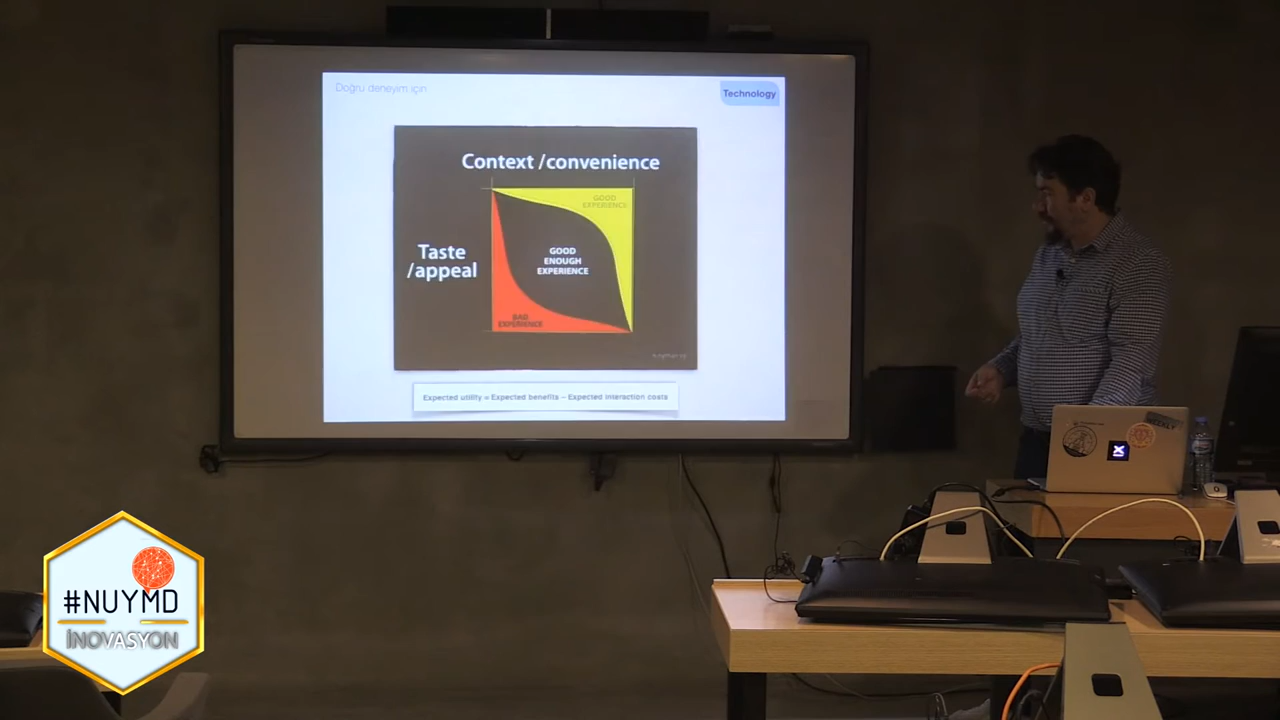 Doğru deneyim için
Technology
Context /convenience
GOOD
EXPERIENCE
Taste
/appeal
GOOD
ENOUGH
EXPERIENCE
BAD
EXPERIENCE
Expected utility = Expected benefits – Expected interaction costs
WEEKLY
#NUYMD
İNOVASYON